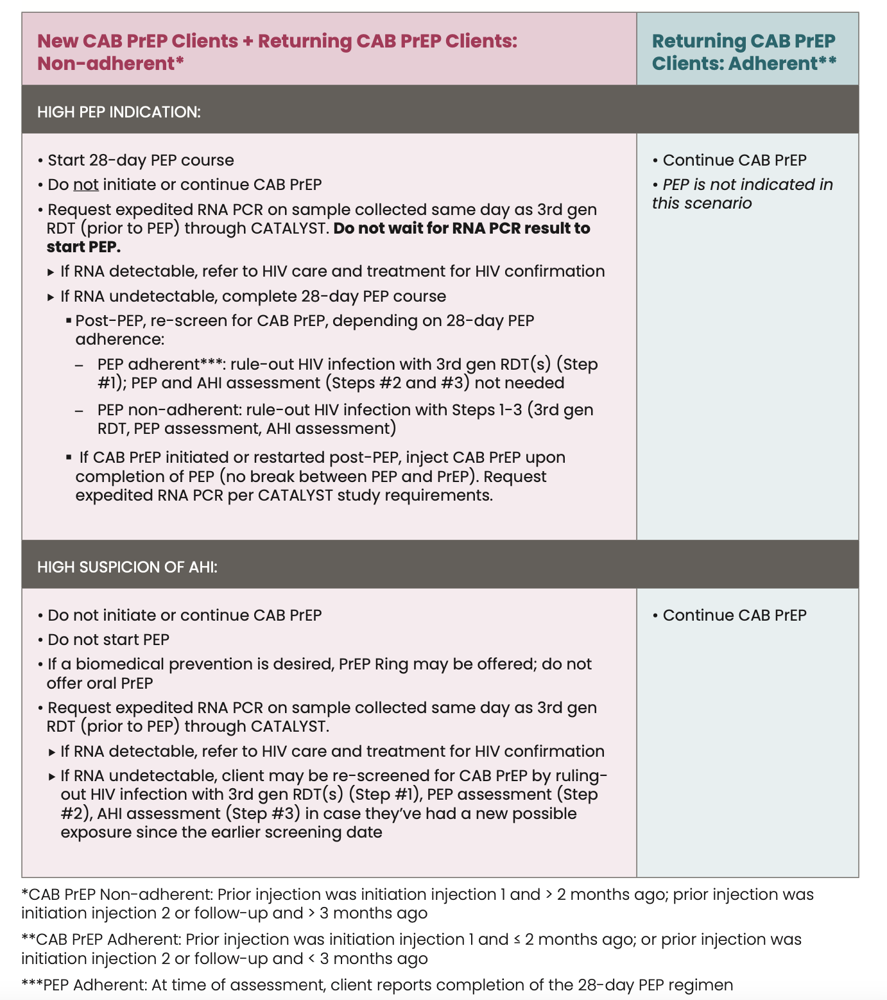 New CAB PrEP Clients + Returning CAB PrEP Clients:
Non-adherent*
Returning CAB PrEP
Clients: Adherent**
HIGH PEP INDICATION:
• Start 28-day PEP course
• Do not initiate or continue CAB PrEP
• Request expedited RNA PCR on sample collected same day as 3rd gen
RDT (prior to PEP) through CATALYST. Do not wait for RNA PCR result to
start PEP.
▸ If RNA detectable, refer to HIV care and treatment for HIV confirmation
▸ If RNA undetectable, complete 28-day PEP course
▪ Post-PEP, re-screen for CAB PrEP, depending on 28-day PEP
adherence:
– PEP adherent***: rule-out HIV infection with 3rd gen RDT(s) (Step
#1); PEP and AHI assessment (Steps #2 and #3) not needed
– PEP non-adherent: rule-out HIV infection with Steps 1-3 (3rd gen
RDT, PEP assessment, AHI assessment)
▪ If CAB PrEP initiated or restarted post-PEP, inject CAB PrEP upon
completion of PEP (no break between PEP and PrEP). Request
expedited RNA PCR per CATALYST study requirements.
• Continue CAB PrEP
• PEP is not indicated in
this scenario
HIGH SUSPICION OF AHI:
• Do not initiate or continue CAB PrEP
• Do not start PEP
• If a biomedical prevention is desired, PrEP Ring may be offered; do not
offer oral PrEP
• Request expedited RNA PCR on sample collected same day as 3rd gen
RDT (prior to PEP) through CATALYST.
▸ If RNA detectable, refer to HIV care and treatment for HIV confirmation
▸ If RNA undetectable, client may be re-screened for CAB PrEP by ruling-
out HIV infection with 3rd gen RDT(s) (Step #1), PEP assessment (Step
#2), AHI assessment (Step #3) in case they’ve had a new possible
exposure since the earlier screening date
• Continue CAB PrEP
*CAB PrEP Non-adherent: Prior injection was initiation injection 1 and > 2 months ago; prior injection was
initiation injection 2 or follow-up and > 3 months ago
**CAB PrEP Adherent: Prior injection was initiation injection 1 and ≤ 2 months ago; or prior injection was
initiation injection 2 or follow-up and < 3 months ago
***PEP Adherent: At time of assessment, client reports completion of the 28-day PEP regimen